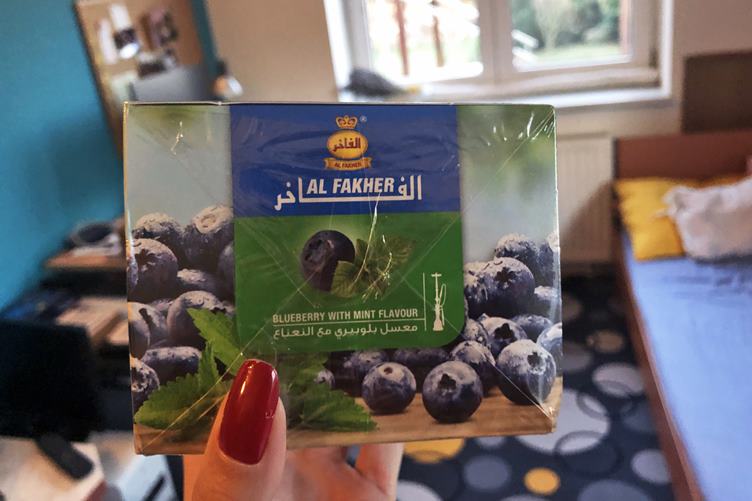 الفاخر
AL FAKHER
الفاخر
AL FAKHER
BLUEBERRY WITH MINT FLAVOUR
معسل بلوبيري مع النعناع